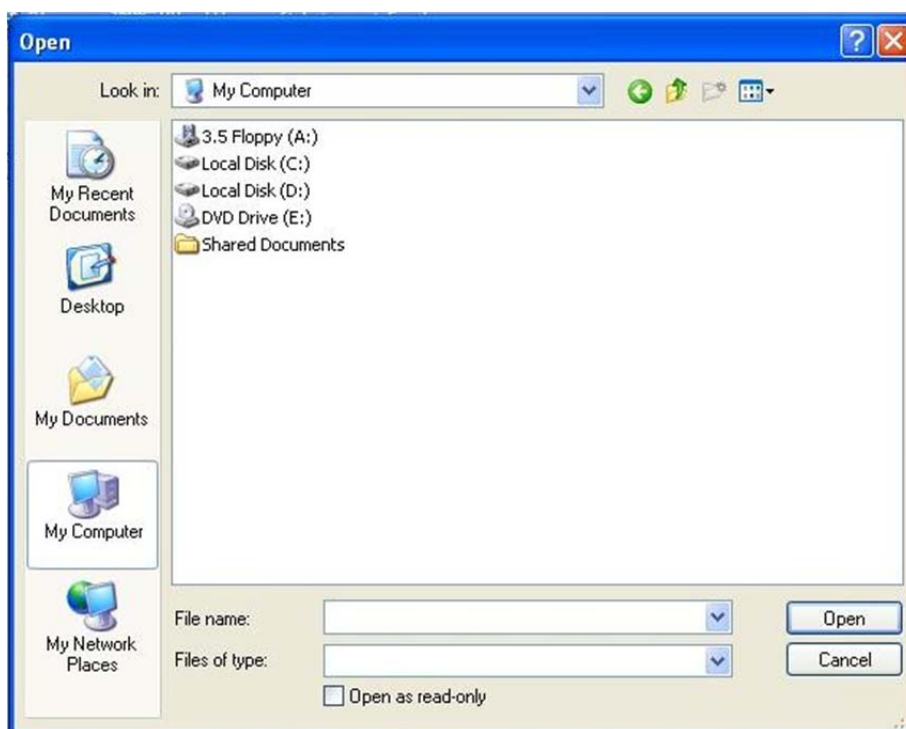 Open
Look in:
My Computer
My Recent
Documents
Desktop
My Documents
My Computer
My Network
Places
3.5 Floppy (A:)
Local Disk (C:)
Local Disk (D:)
DVD Drive (E:)
Shared Documents
File name:
Open
Files of type:
Cancel
Open as read-only